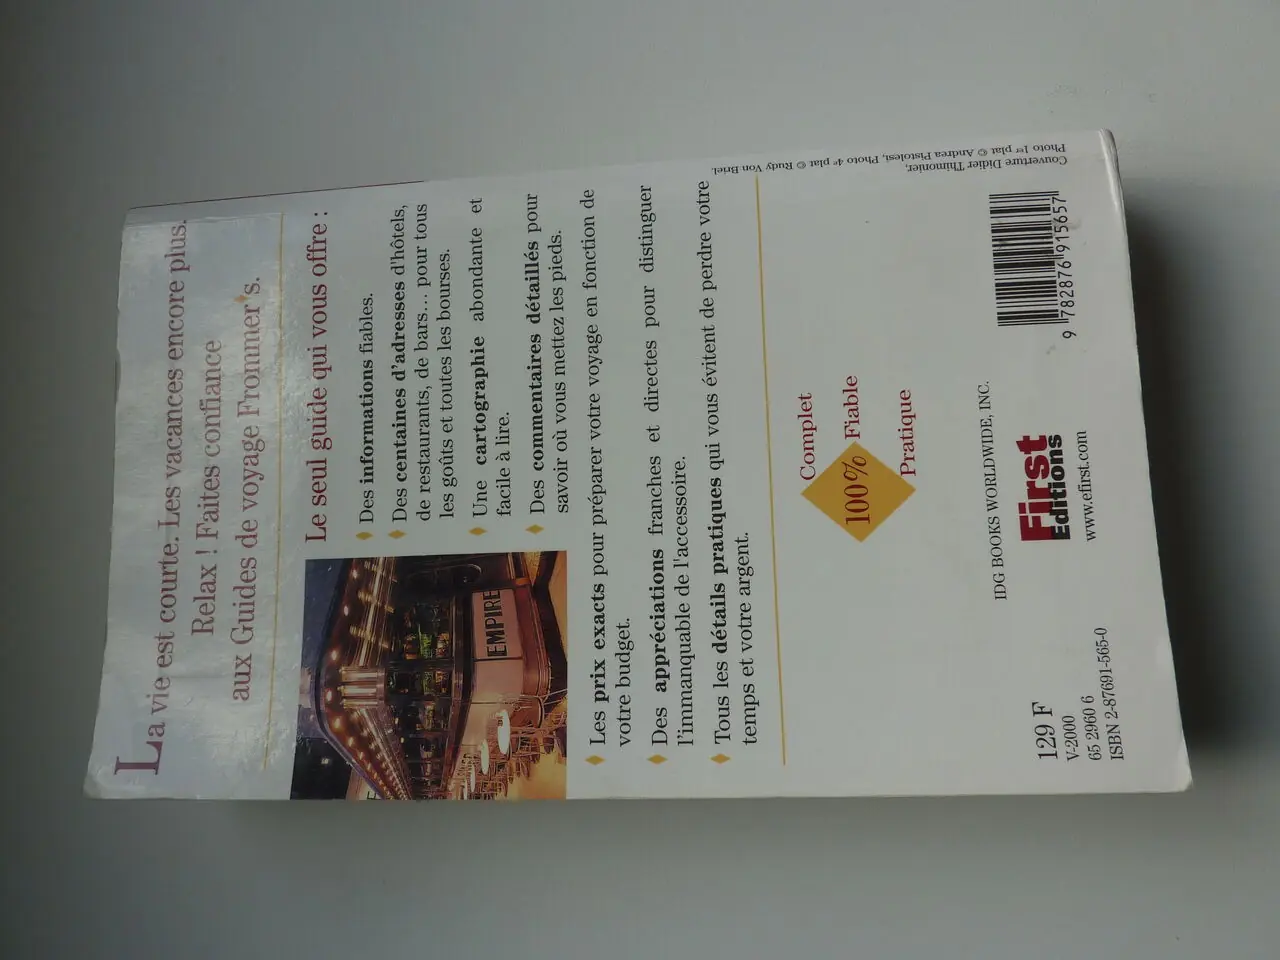 La vie est courte. Les vacances encore plus.
Relax ! Faites confiance
aux Guides de voyage Frommer's.
Le seul guide qui vous offre :
Des informations fiables.
Des centaines d'adresses d'hôtels,
de restaurants, de bars… pour tous
les goûts et toutes les bourses.
Une cartographie abondante et
facile à lire.
Des commentaires détaillés pour
savoir où vous mettez les pieds.
EMPIRE
Les prix exacts pour préparer votre voyage en fonction de
votre budget.
Des appréciations franches et directes pour distinguer
l'immanquable de l'accessoire.
Tous les détails pratiques qui vous évitent de perdre votre
temps et votre argent.
Complet
100% Fiable
Pratique
IDG BOOKS WORLDWIDE, INC.
First
Editions
www.efirst.com
129 F
V-2000
65 2960 6
ISBN 2-87691-565-0
9 782876 915657
Couverture Didier Thimonier,
Photo 1er plat © Andrea Pistolesi, Photo 4e plat © Rudy Von Briel.